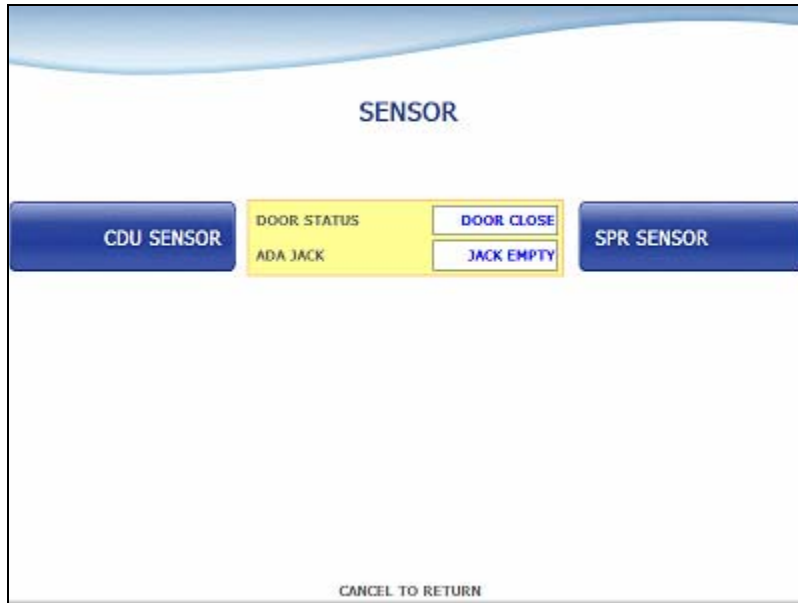 SENSOR
CDU SENSOR
DOOR STATUS
DOOR CLOSE
ADA JACK
JACK EMPTY
SPR SENSOR
CANCEL TO RETURN